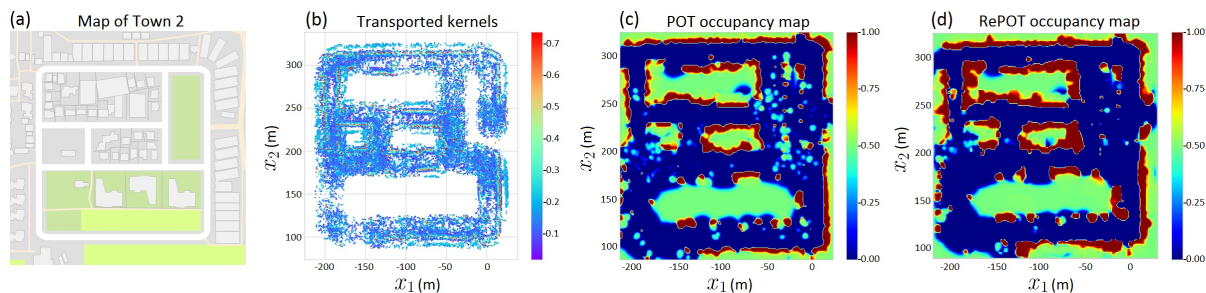 (a) Map of Town 2
(b) Transported kernels
300
250
200
150
100
x₂ (m)
-200 -150 -100 -50 0
x₁ (m)
-0.7
-0.6
-0.5
-0.4
-0.3
-0.2
-0.1
(c) POT occupancy map
300
250
200
150
100
x₂ (m)
-200 -150 -100 -50 0
x₁ (m)
1.00
0.75
0.50
0.25
0.00
(d) RePOT occupancy map
300
250
200
150
100
x₂ (m)
-200 -150 -100 -50 0
x₁ (m)
1.00
0.75
0.50
0.25
0.00